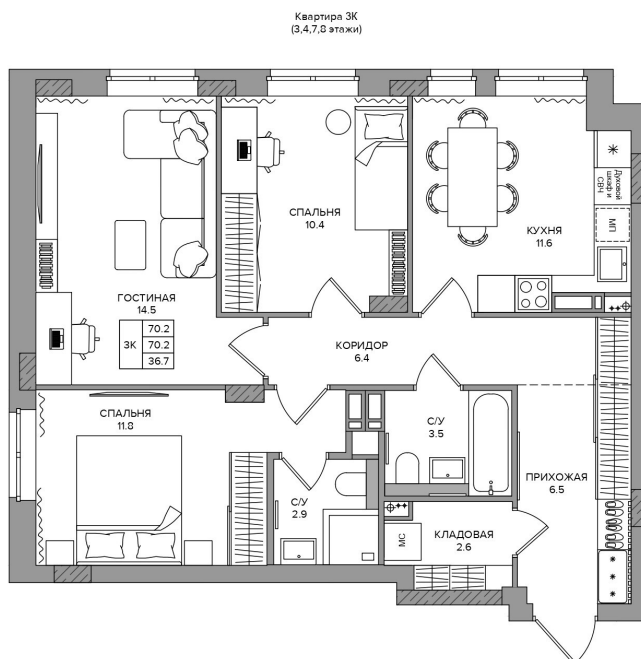 Квартира 3К
(3,4,7,8 этажи)
СПАЛЬНЯ
10.4
Духовой
шкаф и
СВЧ
МП
КУХНЯ
11.6
ГОСТИНАЯ
14.5
3К
70.2
70.2
36.7
КОРИДОР
6.4
СПАЛЬНЯ
11.8
С/У
3.5
ПРИХОЖАЯ
6.5
С/У
2.9
МС
КЛАДОВАЯ
2.6